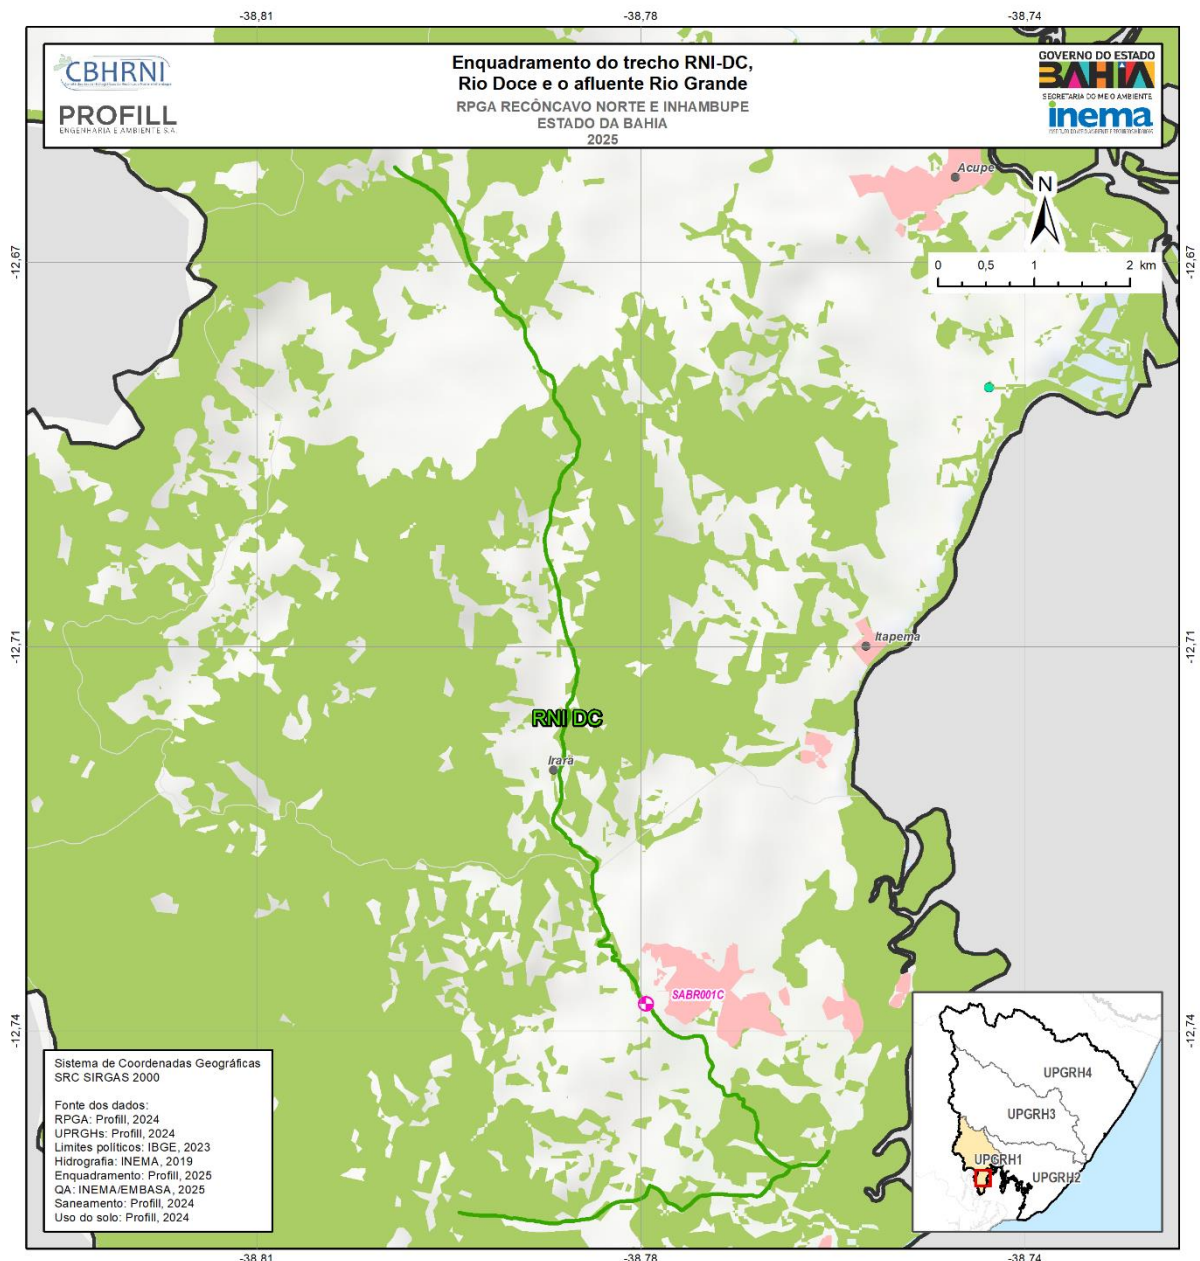 -38,81
-38,78
-38,74
CBHRNI
PROFILL
ENGENHARIA E AMBIENTE S.A.
Enquadramento do trecho RNI-DC,
Rio Doce e o afluente Rio Grande
RPGA RECÔNCAVO NORTE E INHAMBUPE
ESTADO DA BAHIA
2025
GOVERNO DO ESTADO
BAHIA
SECRETARIA DO MEIO AMBIENTE
inema
Acupe
N
0 0,5 1 2 km
-12,67
-12,67
Itapema
-12,71
-12,71
RNI DC
Irará
SABR001C
-12,74
-12,74
Sistema de Coordenadas Geográficas
SRC SIRGAS 2000
Fonte dos dados:
RPGA: Profill, 2024
UPRGHs: Profill, 2024
Limites políticos: IBGE, 2023
Hidrografia: INEMA, 2019
Enquadramento: Profill, 2025
QA: INEMA/EMBASA, 2025
Saneamento: Profill, 2024
Uso do solo: Profill, 2024
UPGRH4
UPGRH3
UPGRH1
UPGRH2
-38,81
-38,78
-38,74